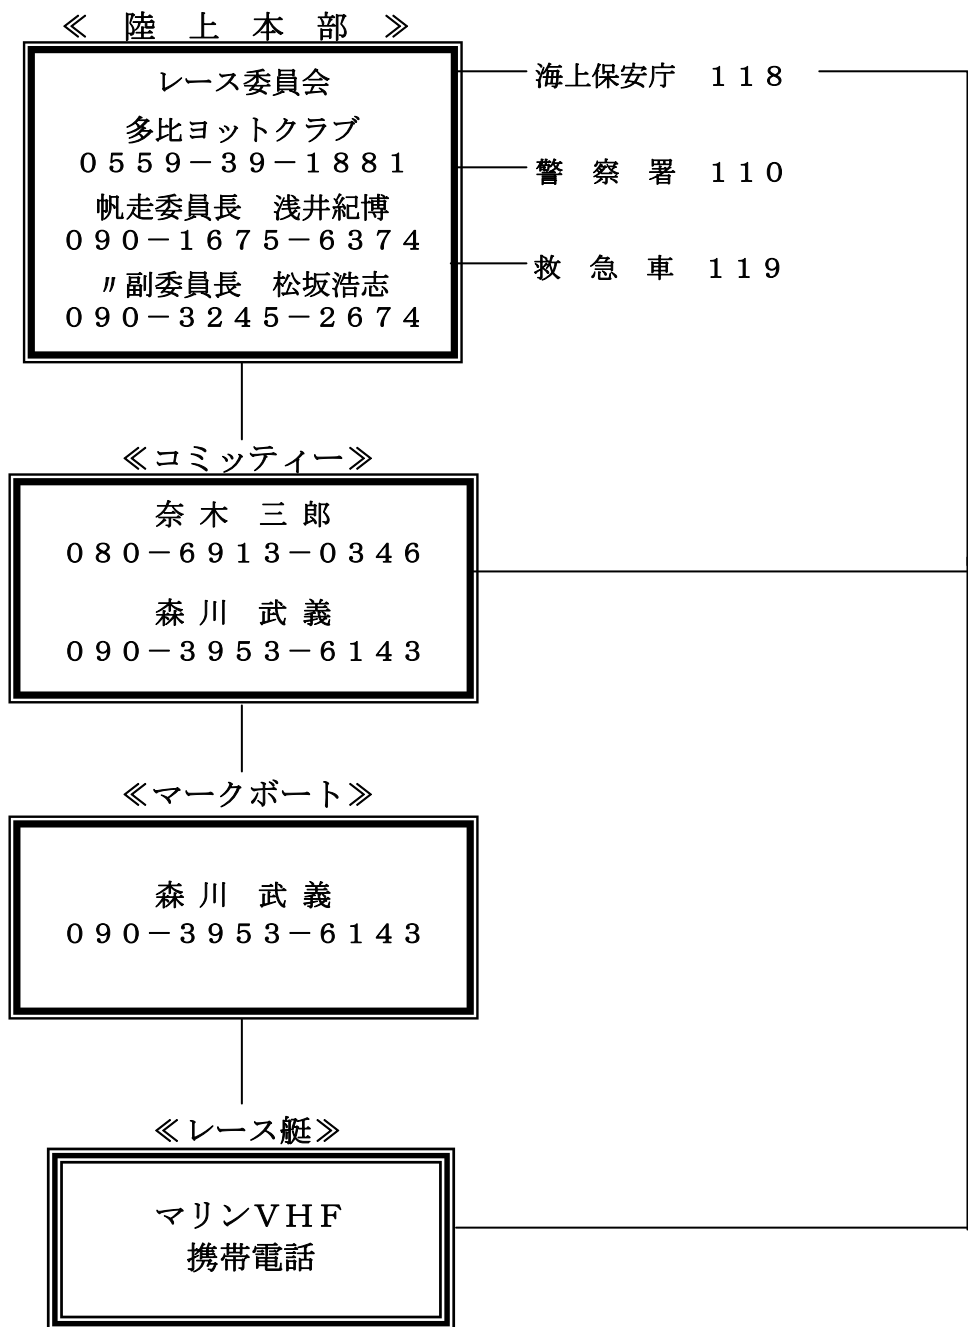 ≪　陸　上　本　部　≫
レース委員会
多比ヨットクラブ
０５５９－３９－１８８１
帆走委員長　浅井紀博
０９０－１６７５－６３７４
〃副委員長　松坂浩志
０９０－３２４５－２６７４
海上保安庁　１１８
警　察　署　１１０
救　急　車　１１９
≪コミッティー≫
奈 木　三 郎
０８０－６９１３－０３４６
森 川　武 義
０９０－３９５３－６１４３
≪マークボート≫
森 川　武 義
０９０－３９５３－６１４３
≪レース艇≫
マリンＶＨＦ
携帯電話